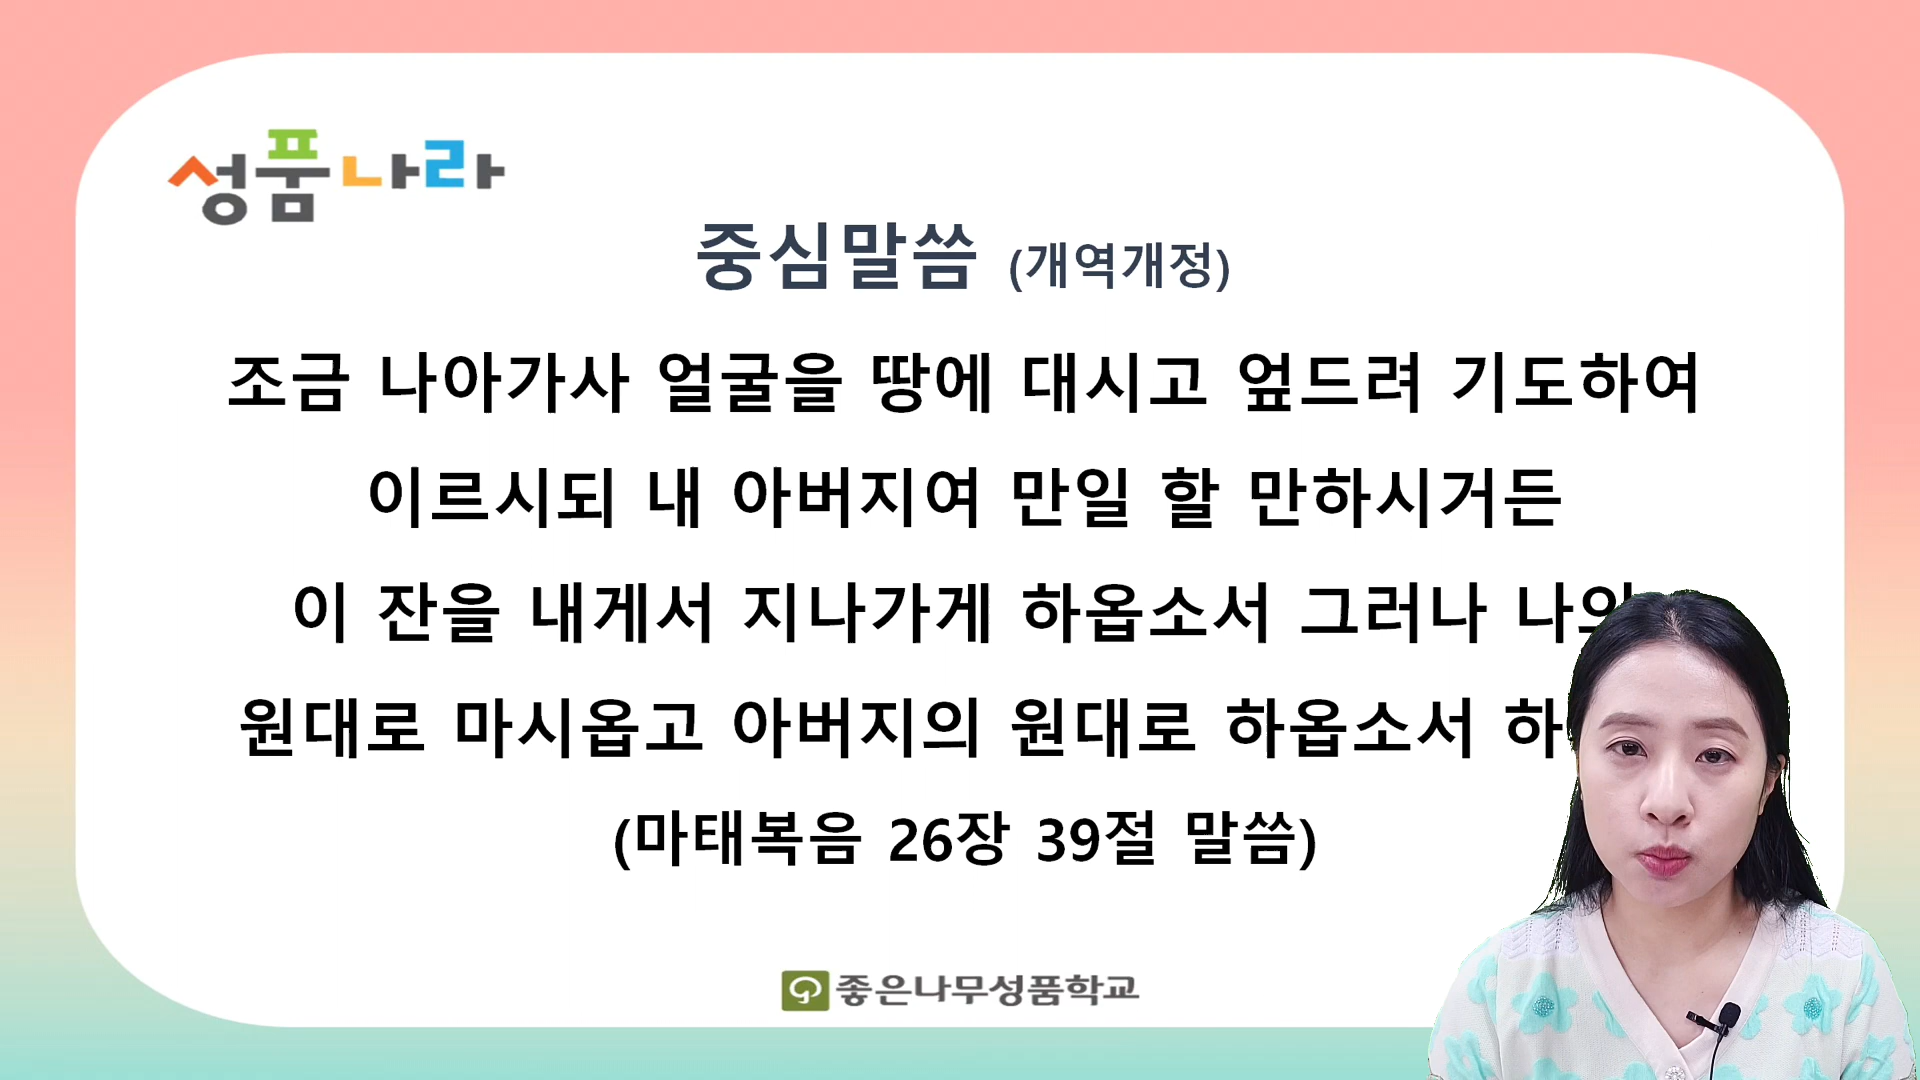 성품나라
중심말씀 (개역개정)
조금 나아가사 얼굴을 땅에 대시고 엎드려 기도하여
이르시되 내 아버지여 만일 할 만하시거든
이 잔을 내게서 지나가게 하옵소서 그러나 나의
원대로 마시옵고 아버지의 원대로 하옵소서
(마태복음 26장 39절 말씀)
좋은나무성품학교